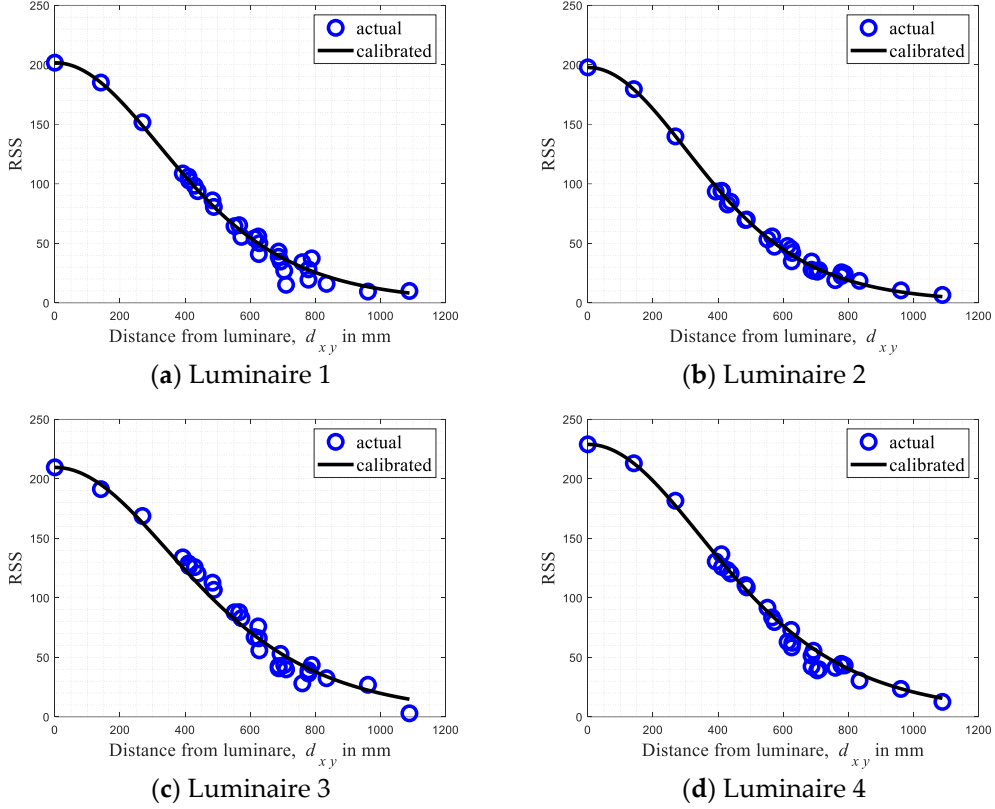 250
200
150
100
50
0
RSS
actual
calibrated
0 200 400 600 800 1000 1200
Distance from luminare, d x y in mm
(a) Luminaire 1
250
200
150
100
50
0
RSS
actual
calibrated
0 200 400 600 800 1000 1200
Distance from luminare, d x y
(b) Luminaire 2
250
200
150
100
50
0
RSS
actual
calibrated
0 200 400 600 800 1000 1200
Distance from luminare, d x y in mm
(c) Luminaire 3
250
200
150
100
50
0
RSS
actual
calibrated
0 200 400 600 800 1000 1200
Distance from luminare, d x y in mm
(d) Luminaire 4